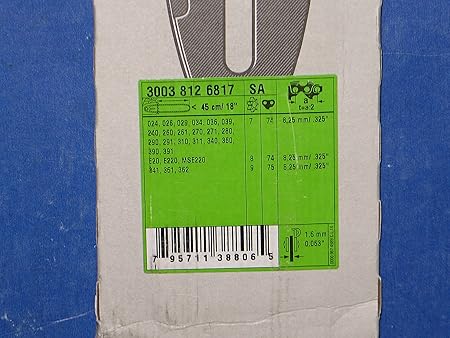 3003 812 6817 SA
< 45 cm/ 18"
a
t=a:2
024, 026, 029, 034, 036, 039, 7 74 8,25 mm/ .325"
240, 260, 261, 270, 271, 280,
290, 291, 310, 311, 340, 360,
390, 391
E20, E220, MSE220 8 74 8,25 mm/ .325"
341, 361, 362 9 75 8,25 mm/ .325"
1,6 mm
0.063"
7 95711 38806 5